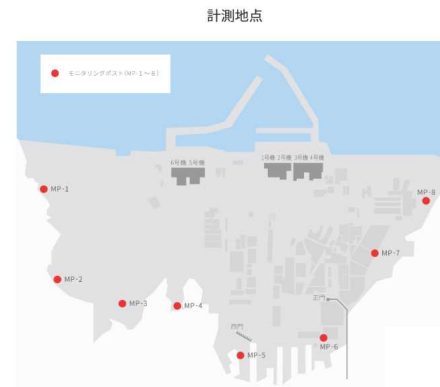 計測地点
モニタリングポスト(MP-1～8)
6号機 5号機
1号機 2号機 3号機 4号機
MP-1
MP-8
MP-7
MP-2
正門
MP-3
MP-4
西門
MP-6
MP-5